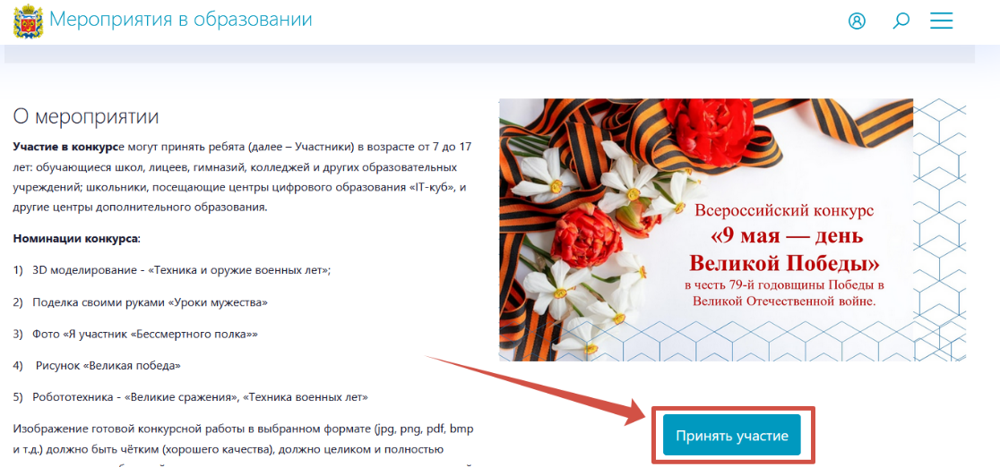 Мероприятия в образовании
О мероприятии
Участие в конкурсе могут принять ребята (далее – Участники) в возрасте от 7 до 17
лет: обучающиеся школ, лицеев, гимназий, колледжей и других образовательных
учреждений; школьники, посещающие центры цифрового образования «IT-куб», и
другие центры дополнительного образования.
Номинации конкурса:
1) 3D моделирование - «Техника и оружие военных лет»;
2) Поделка своими руками «Уроки мужества»
3) Фото «Я участник «Бессмертного полка»»
4) Рисунок «Великая победа»
5) Робототехника - «Великие сражения», «Техника военных лет»
Изображение готовой конкурсной работы в выбранном формате (jpg, png, pdf, bmp
и т.д.) должно быть чётким (хорошего качества), должно целиком и полностью
Всероссийский конкурс
«9 мая — день
Великой Победы»
в честь 79-й годовщины Победы в
Великой Отечественной войне.
Принять участие